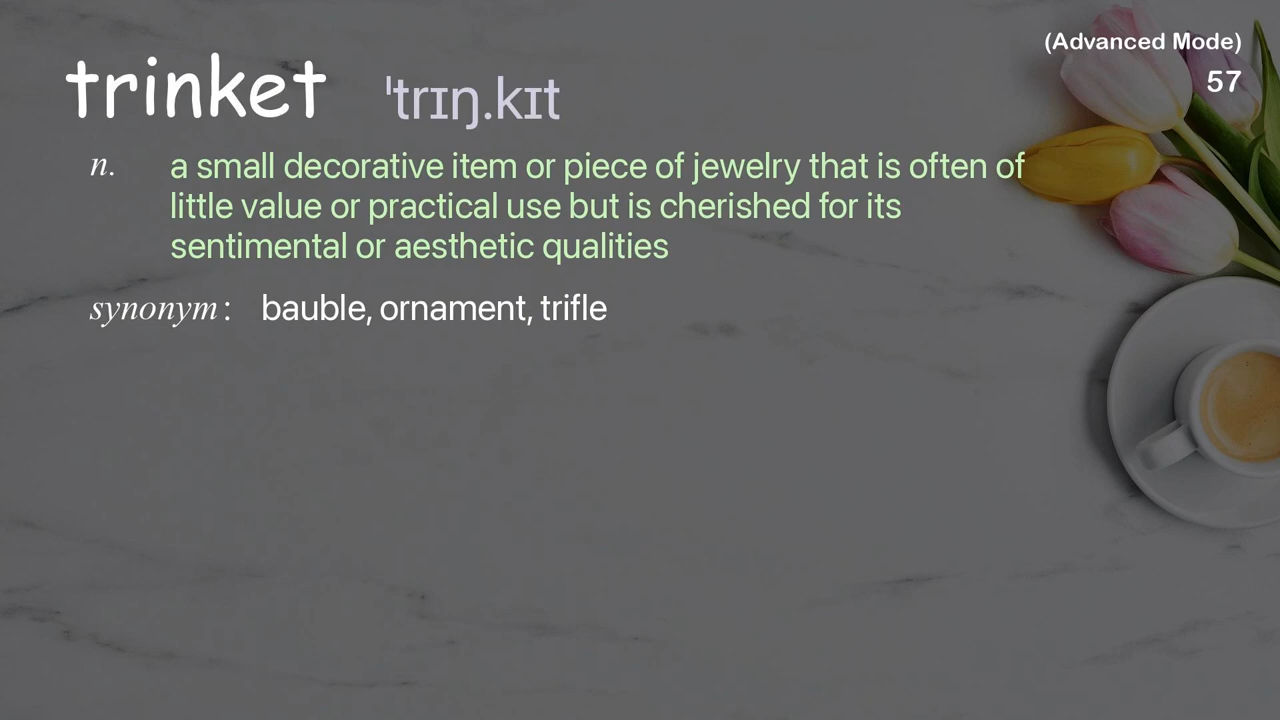 (Advanced Mode)
57
trinket ˈtrɪŋ.kɪt
n. a small decorative item or piece of jewelry that is often of
little value or practical use but is cherished for its
sentimental or aesthetic qualities
synonym : bauble, ornament, trifle